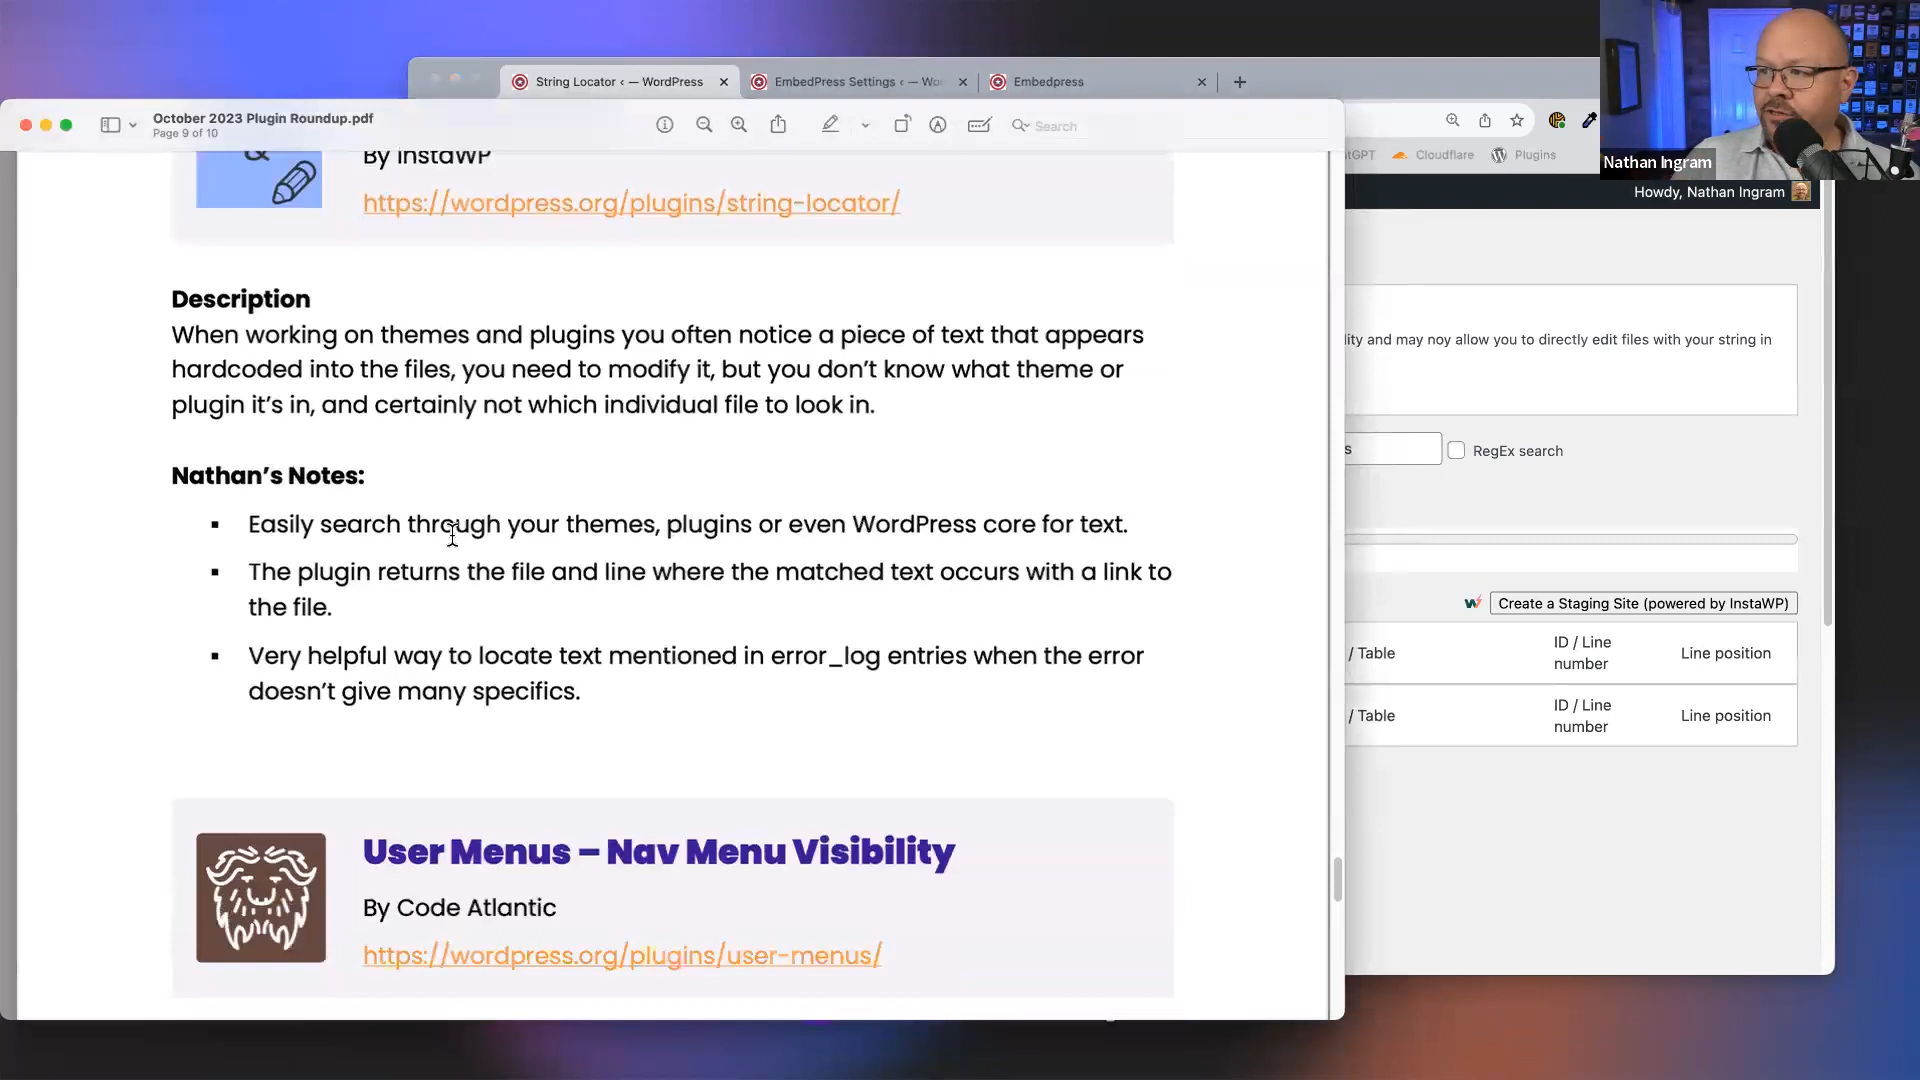 String Locator ‹ — WordPress
EmbedPress Settings ‹ — Wo
Embedpress
October 2023 Plugin Roundup.pdf
Page 9 of 10
Search
Nathan Ingram
Cloudflare
Plugins
Howdy, Nathan Ingram
By InstaWP
https://wordpress.org/plugins/string-locator/
Description
When working on themes and plugins you often notice a piece of text that appears
hardcoded into the files, you need to modify it, but you don't know what theme or
plugin it's in, and certainly not which individual file to look in.
Nathan's Notes:
▪ Easily search through your themes, plugins or even WordPress core for text.
▪ The plugin returns the file and line where the matched text occurs with a link to
the file.
▪ Very helpful way to locate text mentioned in error_log entries when the error
doesn't give many specifics.
User Menus – Nav Menu Visibility
By Code Atlantic
https://wordpress.org/plugins/user-menus/
lity and may noy allow you to directly edit files with your string in
s
RegEx search
Create a Staging Site (powered by InstaWP)
/ Table
ID / Line
number
Line position
/ Table
ID / Line
number
Line position